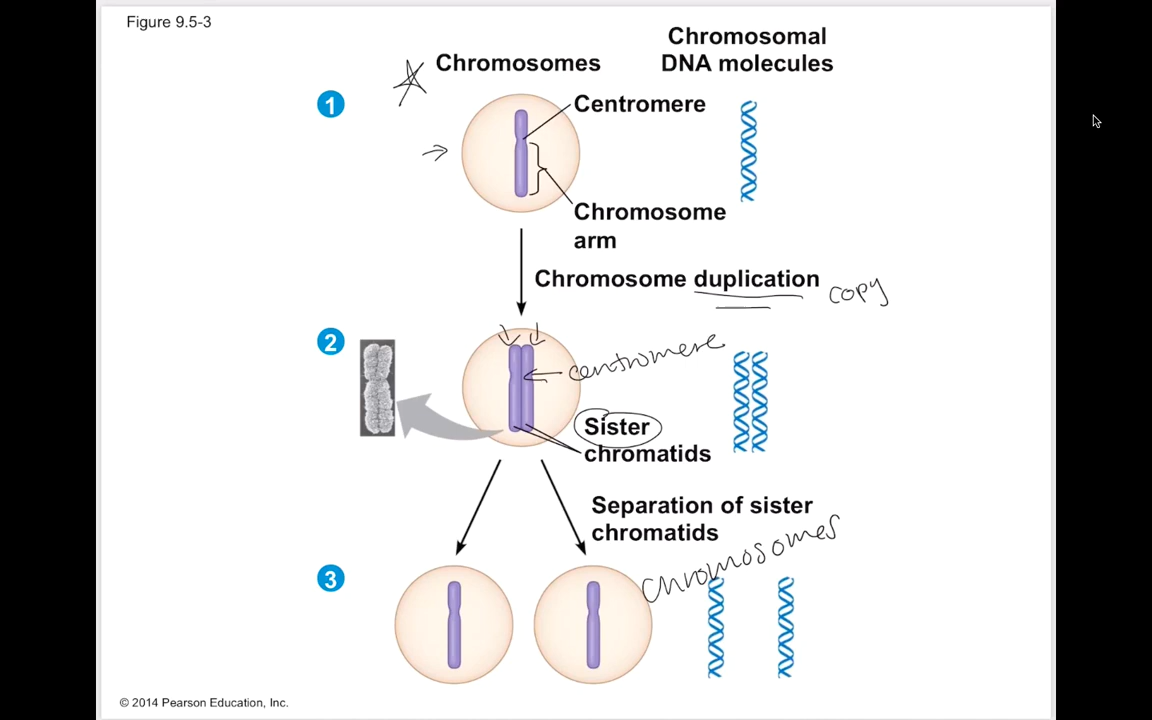 Figure 9.5-3
Chromosomal
DNA molecules
Chromosomes
1
Centromere
Chromosome
arm
Chromosome duplication
copy
2
centromere
Sister
chromatids
Separation of sister
chromatids
chromosomes
3
© 2014 Pearson Education, Inc.